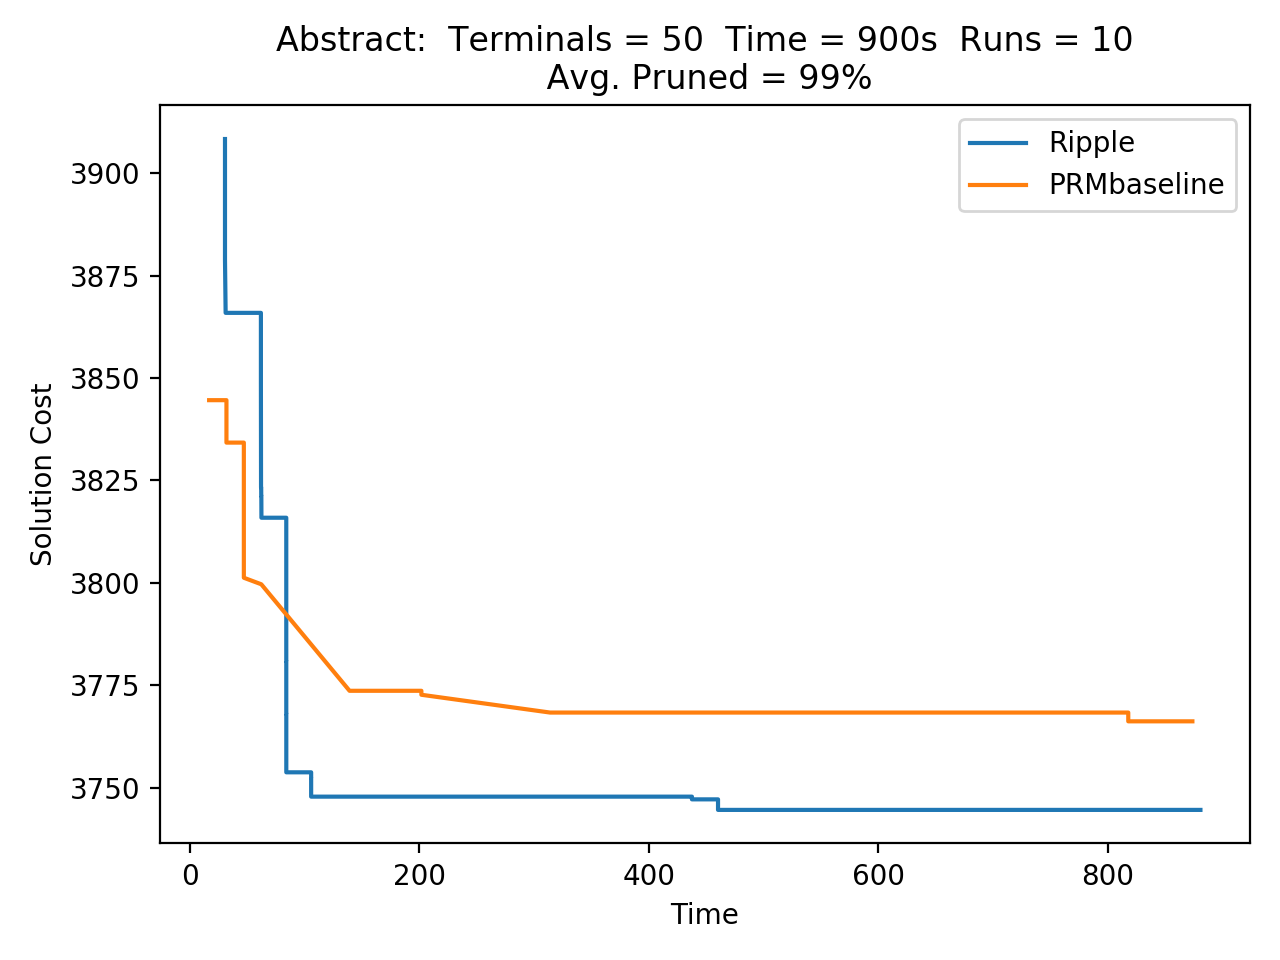 Abstract:  Terminals = 50  Time = 900s  Runs = 10
Avg. Pruned = 99%
Ripple
PRMbaseline
3900
3875
3850
3825
3800
3775
3750
Solution Cost
0 200 400 600 800
Time